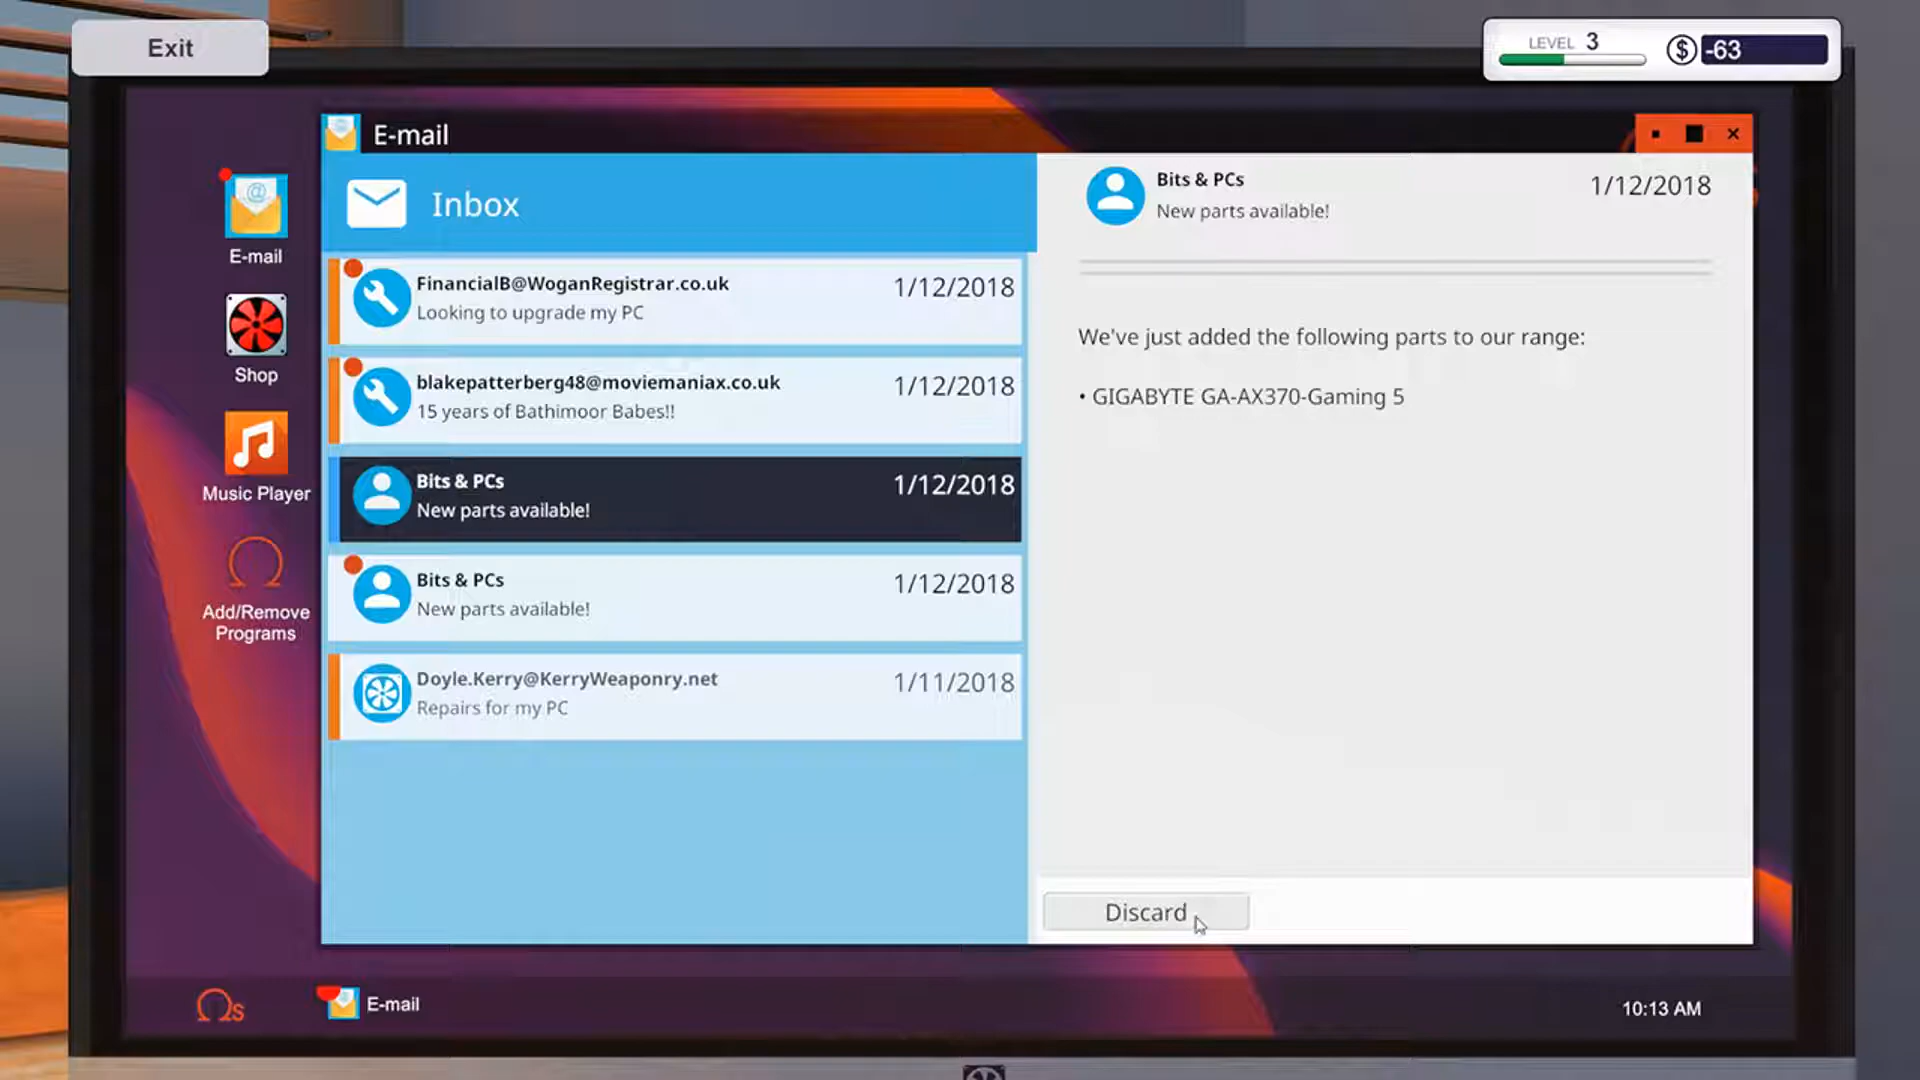 Exit
LEVEL 3
$ -63
E-mail
Inbox
FinancialB@WoganRegistrar.co.uk
1/12/2018
Looking to upgrade my PC
blakepatterberg48@moviemaniax.co.uk
1/12/2018
15 years of Bathimoor Babes!!
Bits & PCs
1/12/2018
New parts available!
Bits & PCs
1/12/2018
New parts available!
Doyle.Kerry@KerryWeaponry.net
1/11/2018
Repairs for my PC
Bits & PCs
1/12/2018
New parts available!
We've just added the following parts to our range:
• GIGABYTE GA-AX370-Gaming 5
Discard
E-mail
Shop
Music Player
Add/Remove
Programs
Ωs
E-mail
10:13 AM